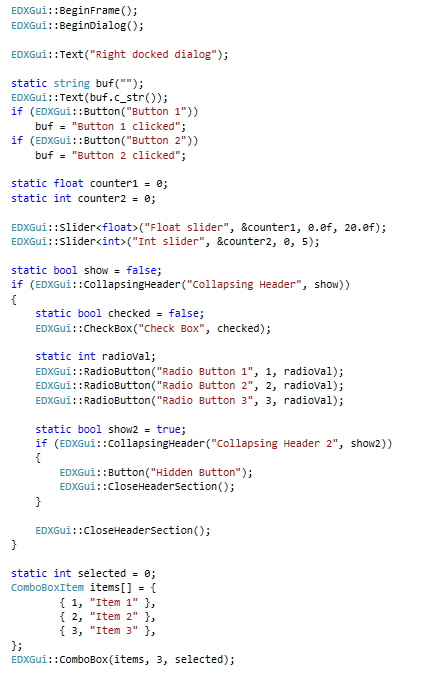 EDXGui::BeginFrame();
EDXGui::BeginDialog();

EDXGui::Text("Right docked dialog");

static string buf("");
EDXGui::Text(buf.c_str());
if (EDXGui::Button("Button 1"))
    buf = "Button 1 clicked";
if (EDXGui::Button("Button 2"))
    buf = "Button 2 clicked";

static float counter1 = 0;
static int counter2 = 0;

EDXGui::Slider<float>("Float slider", &counter1, 0.0f, 20.0f);
EDXGui::Slider<int>("Int slider", &counter2, 0, 5);

static bool show = false;
if (EDXGui::CollapsingHeader("Collapsing Header", show))
{
    static bool checked = false;
    EDXGui::CheckBox("Check Box", checked);

    static int radioVal;
    EDXGui::RadioButton("Radio Button 1", 1, radioVal);
    EDXGui::RadioButton("Radio Button 2", 2, radioVal);
    EDXGui::RadioButton("Radio Button 3", 3, radioVal);

    static bool show2 = true;
    if (EDXGui::CollapsingHeader("Collapsing Header 2", show2))
    {
        EDXGui::Button("Hidden Button");
        EDXGui::CloseHeaderSection();
    }

    EDXGui::CloseHeaderSection();
}

static int selected = 0;
ComboBoxItem items[] = {
        { 1, "Item 1" },
        { 2, "Item 2" },
        { 3, "Item 3" },
};
EDXGui::ComboBox(items, 3, selected);